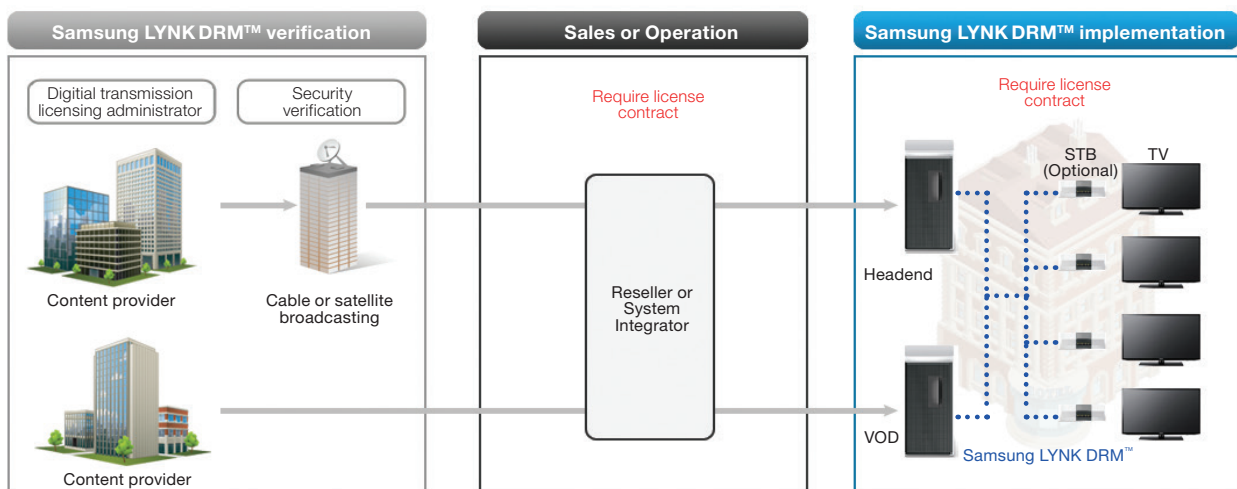 Samsung LYNK DRM™ verification
Digitial transmission
licensing administrator
Security
verification
Content provider
Cable or satellite
broadcasting
Content provider
Sales or Operation
Require license
contract
Reseller or
System
Integrator
Samsung LYNK DRM™ implementation
Require license
contract
STB
(Optional)
TV
Headend
VOD
Samsung LYNK DRM™